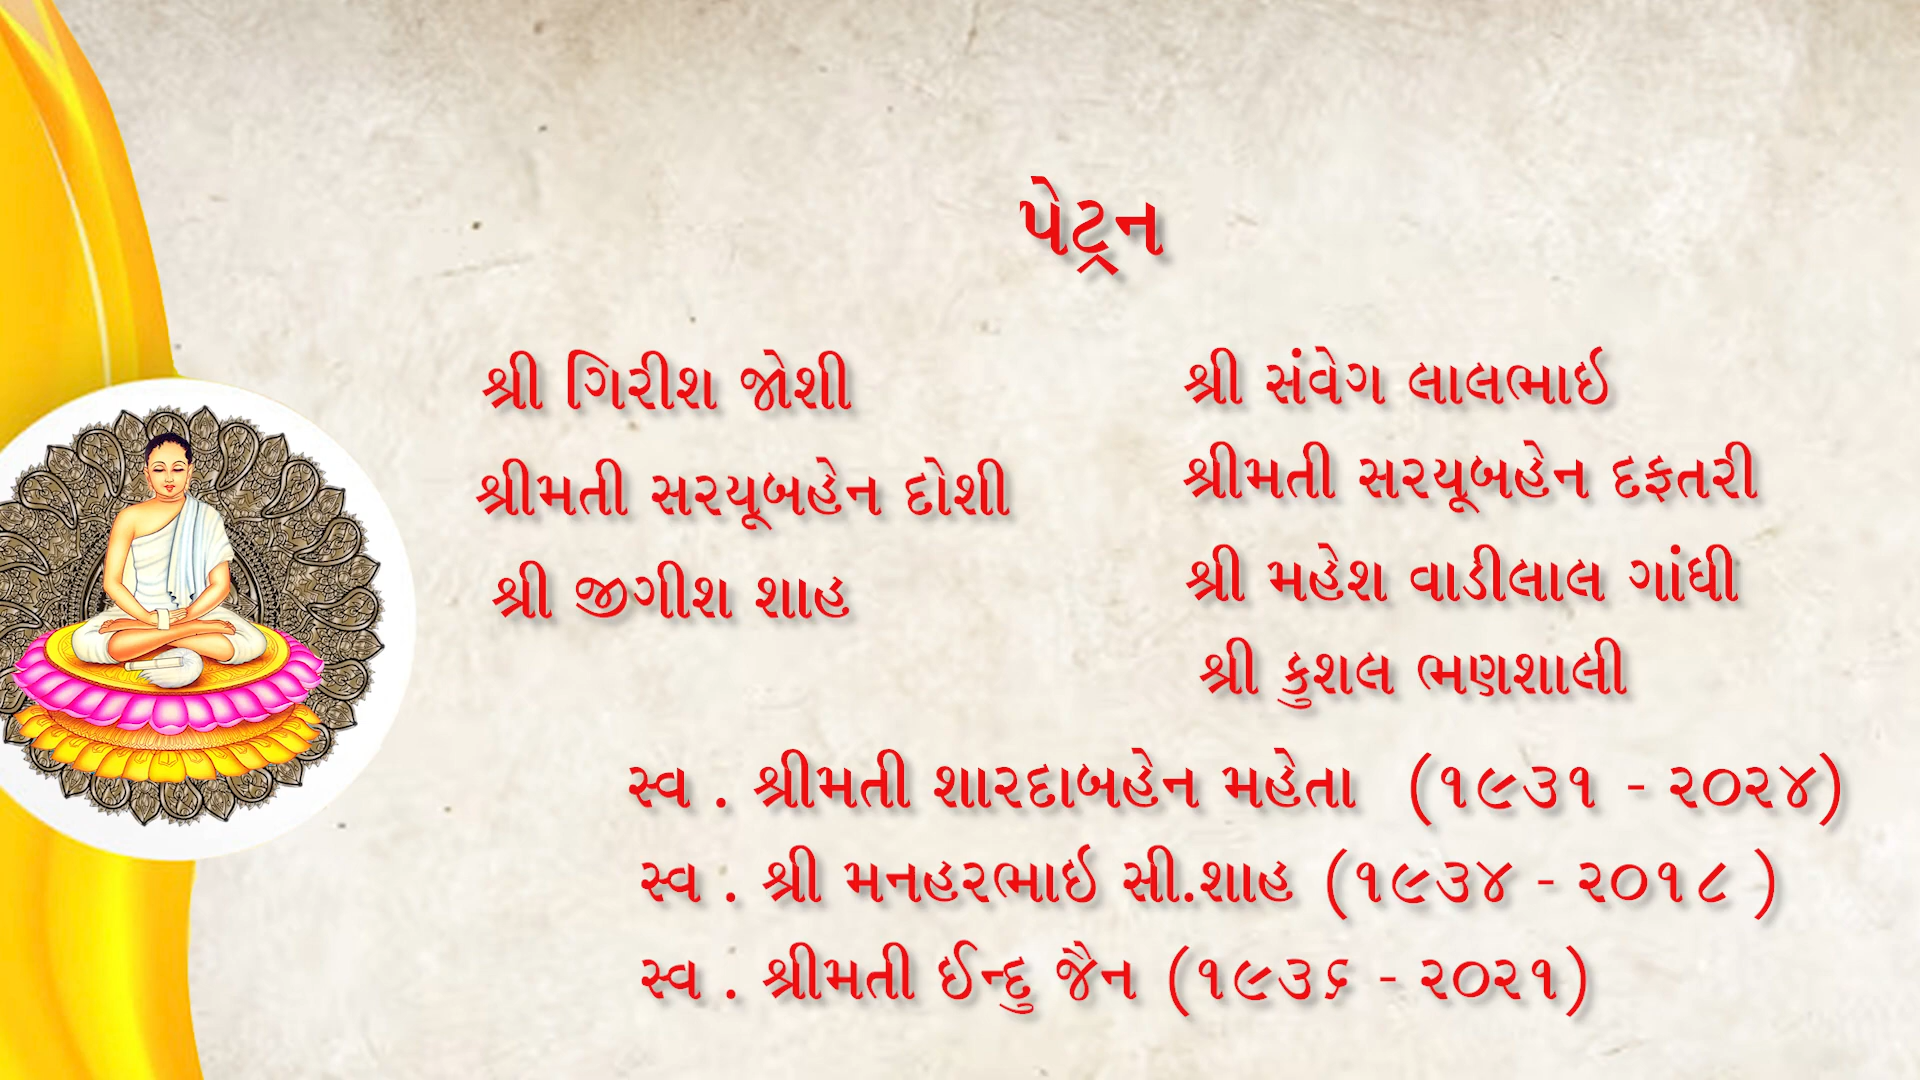 પેટ્રન
શ્રી ગિરીશ જોશી
શ્રીમતી સરયૂબહેન દોશી
શ્રી જીગીશ શાહ
શ્રી સંવેગ લાલભાઈ
શ્રીમતી સરયૂબહેન દફતરી
શ્રી મહેશ વાડીલાલ ગાંધી
શ્રી કુશલ ભણશાલી
સ્વ . શ્રીમતી શારદાબહેન મહેતા (૧૯૩૧ - ૨૦૨૪)
સ્વ . શ્રી મનહરભાઈ સી.શાહ (૧૯૩૪ - ૨૦૧૮ )
સ્વ . શ્રીમતી ઈન્દુ જૈન (૧૯૩૬ - ૨૦૨૧)